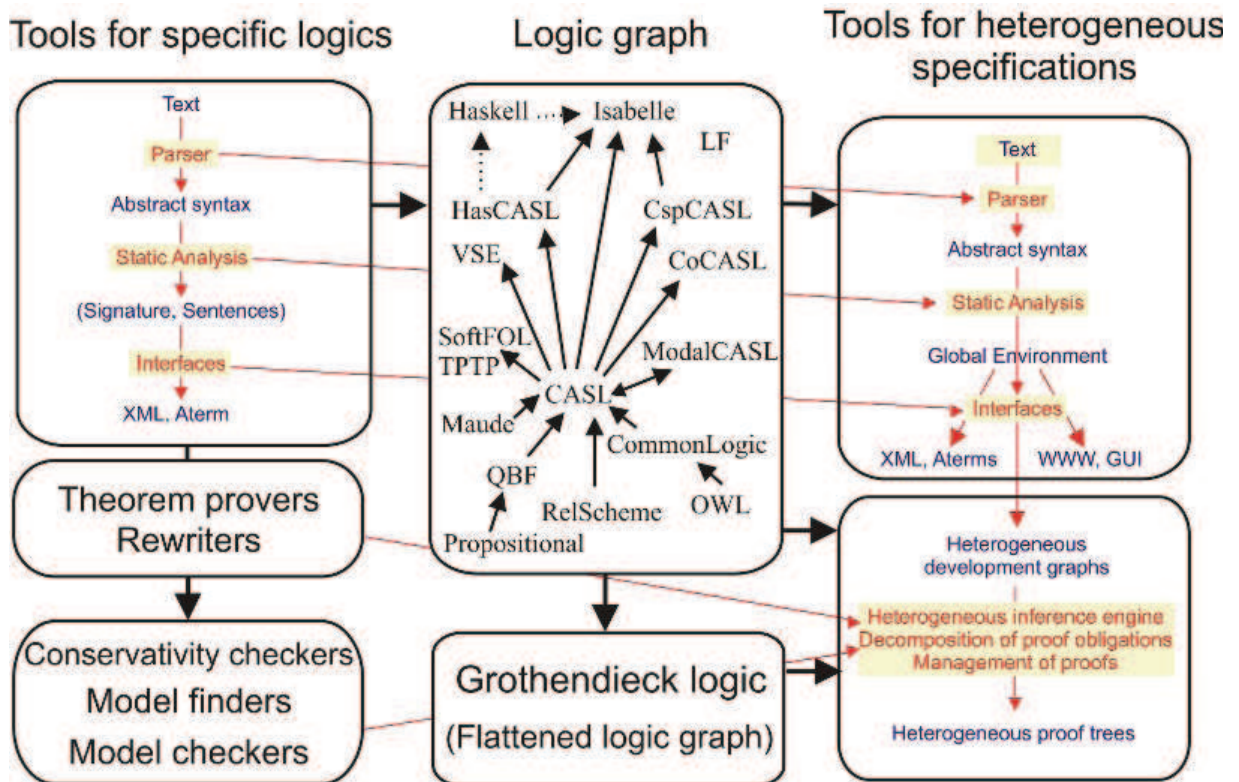 Tools for specific logics
Text
Parser
Abstract syntax
Static Analysis
(Signature, Sentences)
Interfaces
XML, Aterm
Theorem provers
Rewriters
Conservativity checkers
Model finders
Model checkers
Logic graph
Haskell
Isabelle
LF
HasCASL
CspCASL
VSE
CoCASL
SoftFOL
TPTP
ModalCASL
CASL
Maude
CommonLogic
QBF
OWL
RelScheme
Propositional
Grothendieck logic
(Flattened logic graph)
Tools for heterogeneous
specifications
Text
Parser
Abstract syntax
Static Analysis
Global Environment
Interfaces
XML, Aterms
WWW, GUI
Heterogeneous
development graphs
Heterogeneous inference engine
Decomposition of proof obligations
Management of proofs
Heterogeneous proof trees